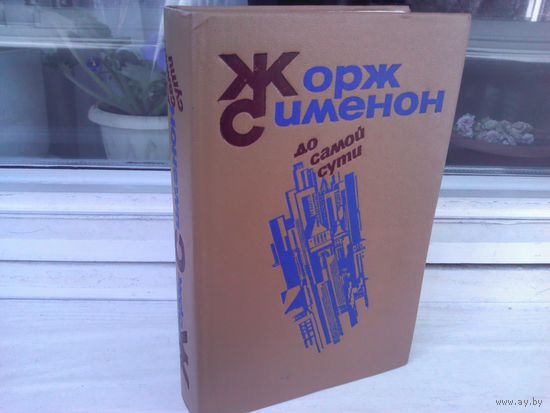 Жорж
Сименон
до
самой
сути
www.ay.by